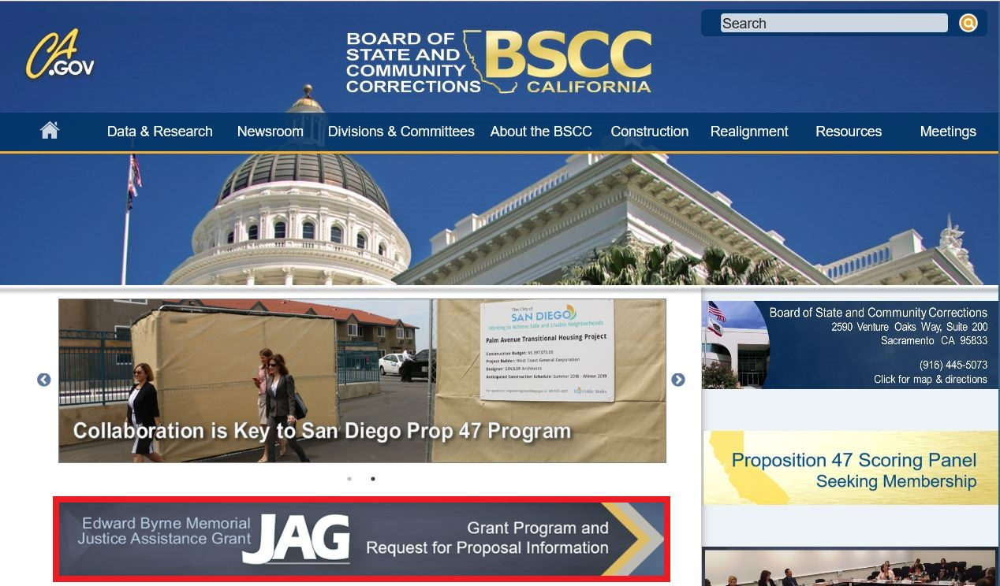 Search
CA.GOV
BOARD OF
STATE AND
COMMUNITY
CORRECTIONS
BSCC
CALIFORNIA
Data & Research Newsroom Divisions & Committees About the BSCC Construction Realignment Resources Meetings
The City of
SAN DIEGO
Working to Achieve Safe and Livable Neighborhoods
Palm Avenue Transitional Housing Project
Construction Budget: $5,397,073.00
Project Builder: West Coast General Corporation
Designer: GENSLER Architects
Anticipated Construction Schedule: Summer 2018 - Winter 2019
Public Works
Collaboration is Key to San Diego Prop 47 Program
Board of State and Community Corrections
2590 Venture Oaks Way, Suite 200
Sacramento CA 95833
(916) 445-5073
Click for map & directions
Proposition 47 Scoring Panel
Seeking Membership
Edward Byrne Memorial
Justice Assistance Grant
JAG
Grant Program and
Request for Proposal Information